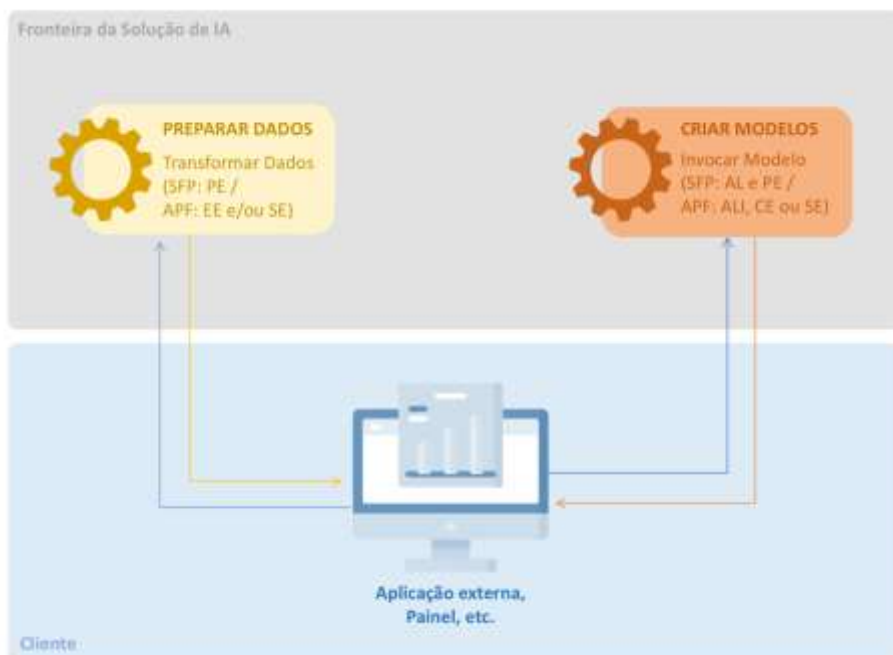 Fronteira da Solução de IA
PREPARAR DADOS
Transformar Dados
(SFP: PE /
APF: EE e/ou SE)
CRIAR MODELOS
Invocar Modelo
(SFP: AL e PE /
APF: ALI, CE ou SE)
Aplicação externa,
Painel, etc.
Cliente